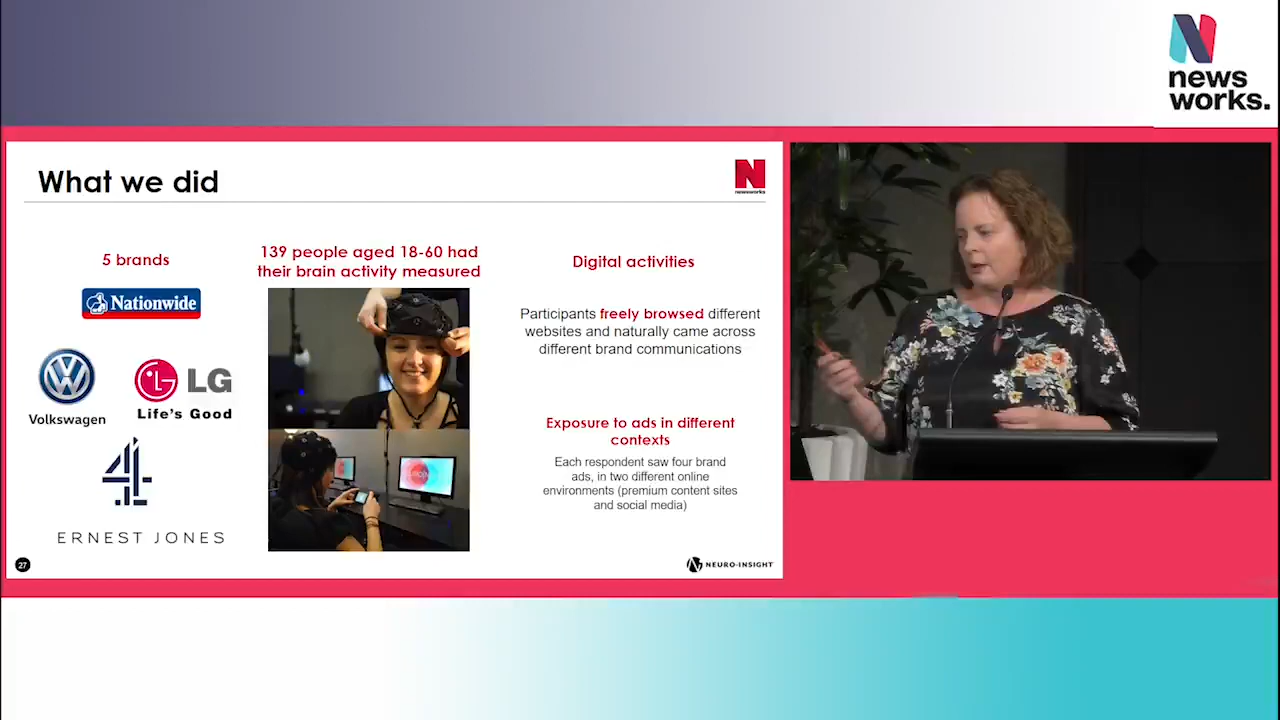 news
works.
What we did
N
newsworks
5 brands
Nationwide
Volkswagen
LG
Life's Good
4
ERNEST JONES
139 people aged 18-60 had
their brain activity measured
Digital activities
Participants freely browsed different
websites and naturally came across
different brand communications
Exposure to ads in different
contexts
Each respondent saw four brand
ads, in two different online
environments (premium content sites
and social media)
27
NEURO-INSIGHT